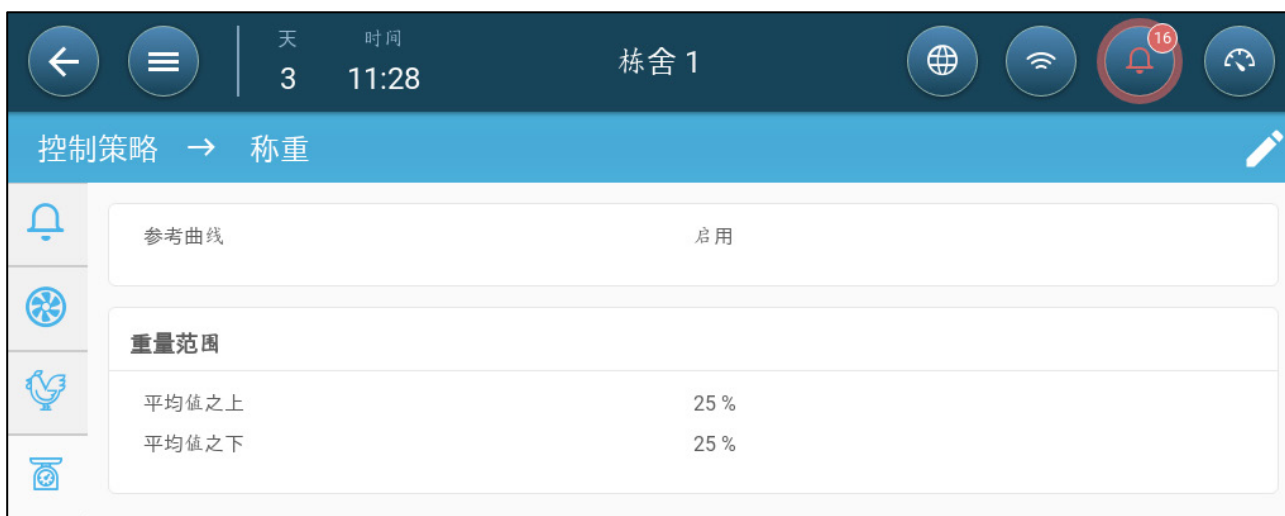 天 时间
3 11:28
栋舍 1
16
控制策略 → 称重
参考曲线 启用
重量范围
平均值之上 25 %
平均值之下 25 %